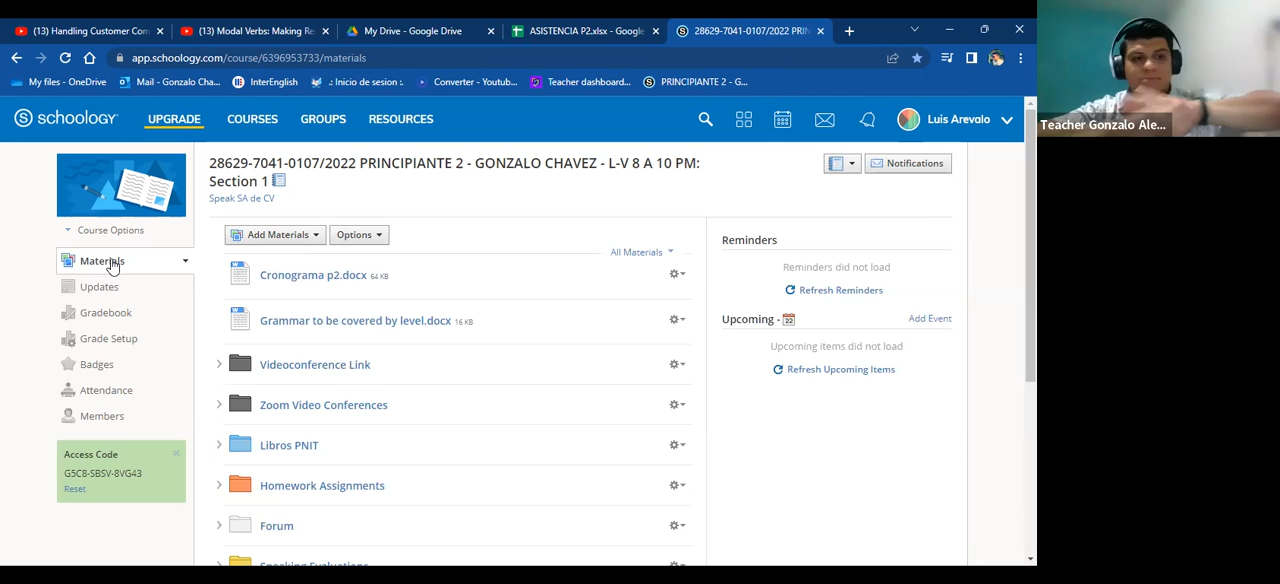 (13) Handling Customer Com
(13) Modal Verbs: Making Re
My Drive - Google Drive
ASISTENCIA P2.xlsx - Google
28629-7041-0107/2022 PRIN
app.schoology.com/course/6396953733/materials
My files - OneDrive
Mail - Gonzalo Cha...
InterEnglish
.: Inicio de sesion :.
Converter - Youtub...
Teacher dashboard...
PRINCIPIANTE 2 - G...
S schoology
UPGRADE
COURSES
GROUPS
RESOURCES
Luis Arevalo
Teacher Gonzalo Ale...
28629-7041-0107/2022 PRINCIPIANTE 2 - GONZALO CHAVEZ - L-V 8 A 10 PM:
Section 1
Speak SA de CV
Notifications
Course Options
Materials
Updates
Gradebook
Grade Setup
Badges
Attendance
Members
Access Code
G5C8-SBSV-8VG43
Reset
Add Materials
Options
All Materials
Cronograma p2.docx 64 KB
Grammar to be covered by level.docx 16 KB
Videoconference Link
Zoom Video Conferences
Libros PNIT
Homework Assignments
Forum
Speaking Evaluations
Reminders
Reminders did not load
Refresh Reminders
Upcoming · 22
Add Event
Upcoming items did not load
Refresh Upcoming Items